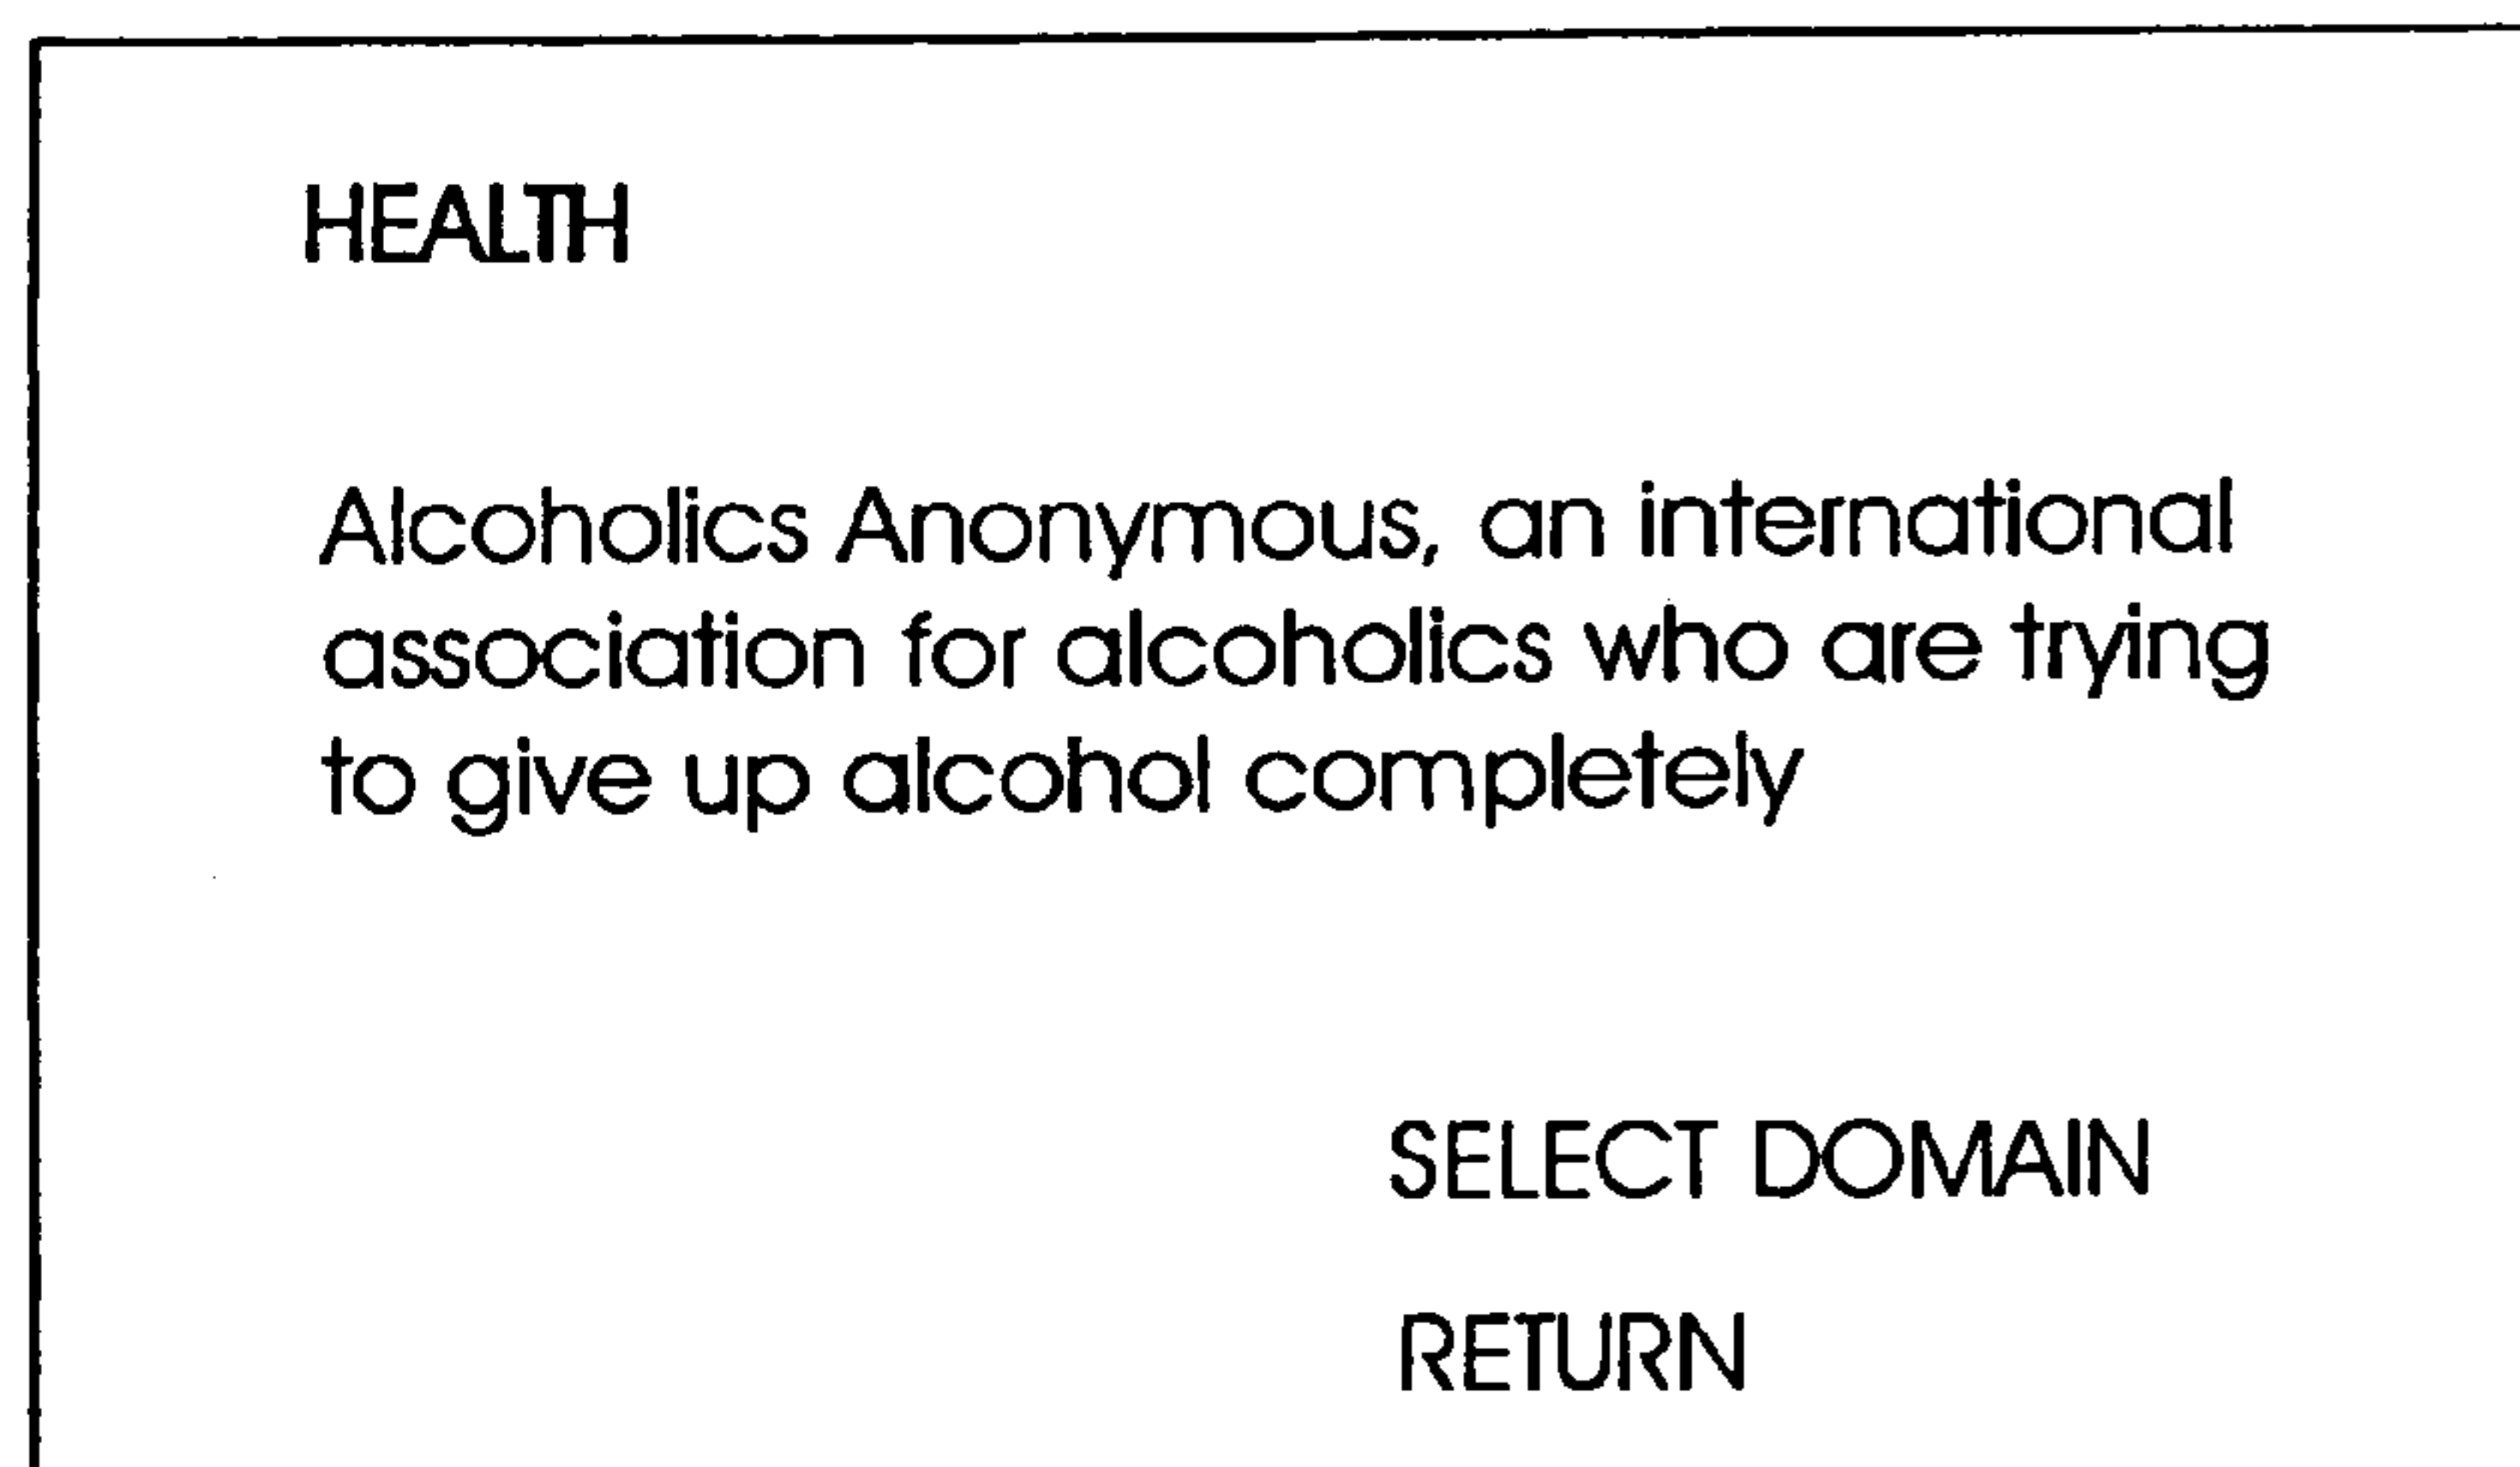 HEALTH
Alcoholics Anonymous, an international
association for alcoholics who are trying
to give up alcohol completely
SELECT DOMAIN
RETURN